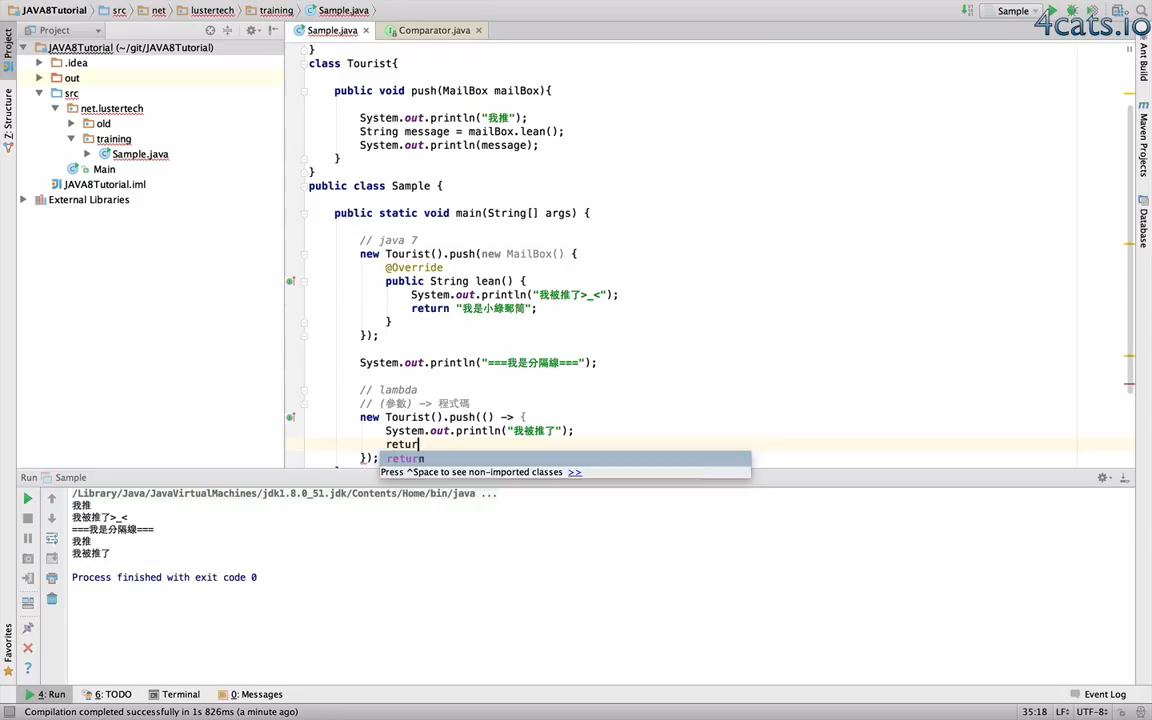 JAVA8Tutorial
src
net
lustertech
training
Sample.java
Sample
4cats.io
Project
Sample.java
Comparator.java
JAVA8Tutorial (~/git/JAVA8Tutorial)
.idea
out
src
net.lustertech
old
training
Sample.java
Main
JAVA8Tutorial.iml
External Libraries
Project
Z: Structure
Favorites
Ant Build
Maven Projects
Database
}
class Tourist{
public void push(MailBox mailBox){
System.out.println("我推");
String message = mailBox.lean();
System.out.println(message);
}
}
public class Sample {
public static void main(String[] args) {
// java 7
new Tourist().push(new MailBox() {
@Override
public String lean() {
System.out.println("我被推了>_<");
return "我是小綠郵筒";
}
});
System.out.println("===我是分隔線===");
// lambda
// (參數) -> 程式碼
new Tourist().push(() -> {
System.out.println("我被推了");
retur
});
return
Press ^Space to see non-imported classes >>
Run Sample
/Library/Java/JavaVirtualMachines/jdk1.8.0_51.jdk/Contents/Home/bin/java ...
我推
我被推了>_<
===我是分隔線===
我推
我被推了
Process finished with exit code 0
4: Run
6: TODO
Terminal
0: Messages
Event Log
Compilation completed successfully in 1s 826ms (a minute ago)
35:18 LF÷ UTF-8÷